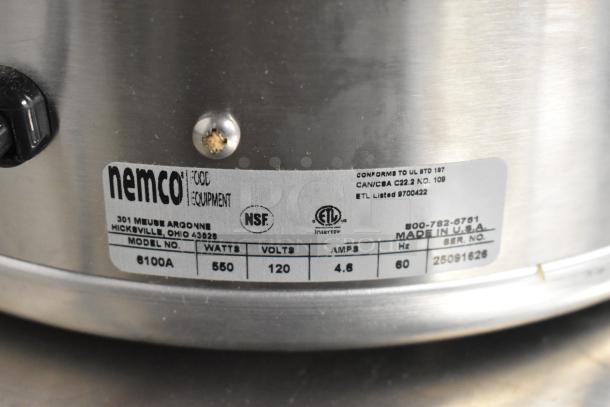 nemco FOOD EQUIPMENT
CONFORMS TO UL STD 197
CAN/CSA C22.2 NO. 109
ETL Listed 9700422
301 MEUSE ARGONNE
HICKSVILLE, OHIO 43526
NSF
ETL
Intertek
800-782-6761
MADE IN U.S.A.
MODEL NO. WATTS VOLTS AMPS Hz SER. NO.
6100A 550 120 4.6 60 25091626